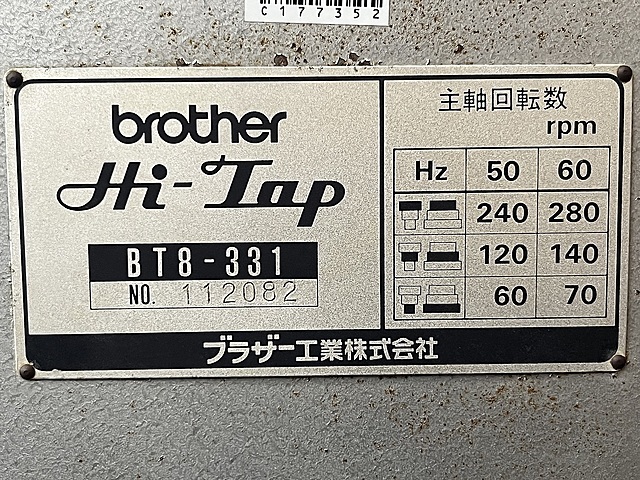 C177352
brother
Hi-Tap
BT8-331
NO. 112082
主軸回転数
rpm
Hz 50 60
240 280
120 140
60 70
ブラザー工業株式会社